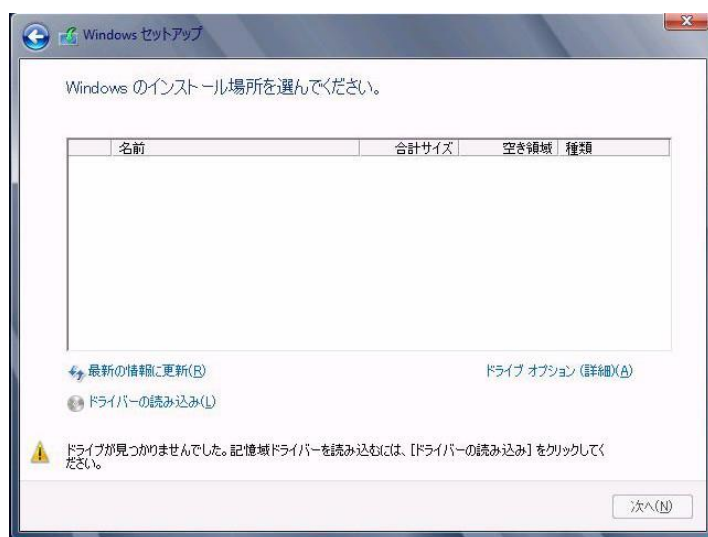 Windows セットアップ
Windows のインストール場所を選んでください。
名前 合計サイズ 空き領域 種類
最新の情報に更新(R) ドライブ オプション (詳細)(A)
ドライバーの読み込み(L)
ドライブが見つかりませんでした。記憶域ドライバーを読み込むには、[ドライバーの読み込み] をクリックしてく
ださい。
次へ(N)